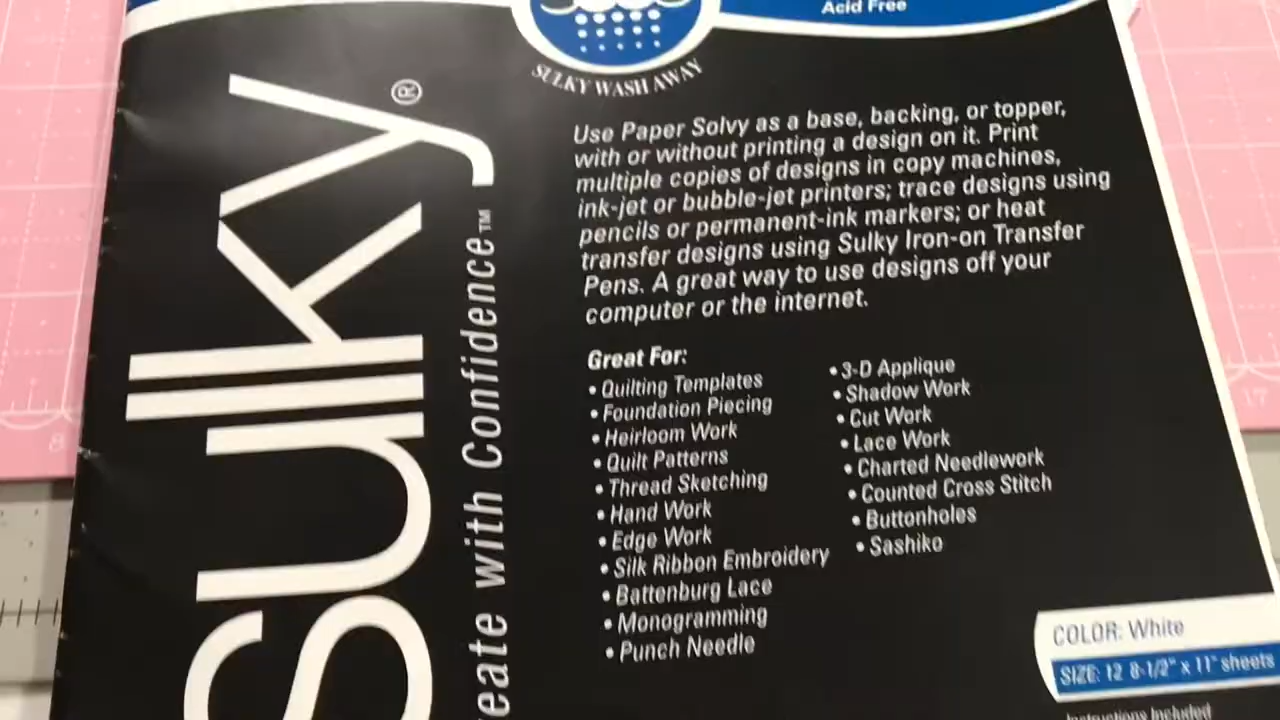 Acid Free
SULKY WASH AWAY
Sulky®
Create with Confidence™
Use Paper Solvy as a base, backing, or topper,
with or without printing a design on it. Print
multiple copies of designs in copy machines,
ink-jet or bubble-jet printers; trace designs using
pencils or permanent-ink markers; or heat
transfer designs using Sulky Iron-on Transfer
Pens. A great way to use designs off your
computer or the internet.
Great For:
• Quilting Templates
• Foundation Piecing
• Heirloom Work
• Quilt Patterns
• Thread Sketching
• Hand Work
• Edge Work
• Silk Ribbon Embroidery
• Battenburg Lace
• Monogramming
• Punch Needle
• 3-D Applique
• Shadow Work
• Cut Work
• Lace Work
• Charted Needlework
• Counted Cross Stitch
• Buttonholes
• Sashiko
COLOR: White
SIZE: 12 8-1/2" x 11" sheets
Instructions Included
8
17